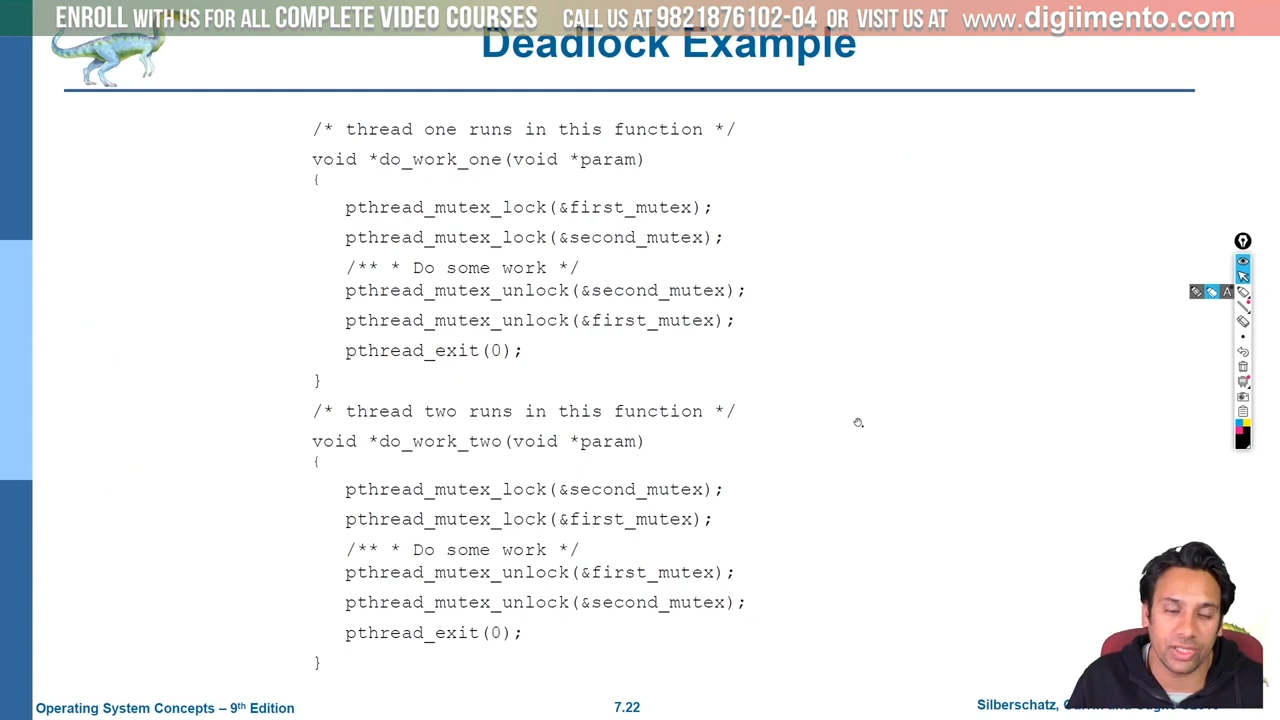 ENROLL WITH US FOR ALL COMPLETE VIDEO COURSES CALL US AT 9821876102-04 OR VISIT US AT www.digiimento.com
Deadlock Example
/* thread one runs in this function */
void *do_work_one(void *param)
{
pthread_mutex_lock(&first_mutex);
pthread_mutex_lock(&second_mutex);
/** * Do some work */
pthread_mutex_unlock(&second_mutex);
pthread_mutex_unlock(&first_mutex);
pthread_exit(0);
}
/* thread two runs in this function */
void *do_work_two(void *param)
{
pthread_mutex_lock(&second_mutex);
pthread_mutex_lock(&first_mutex);
/** * Do some work */
pthread_mutex_unlock(&first_mutex);
pthread_mutex_unlock(&second_mutex);
pthread_exit(0);
}
A
Operating System Concepts – 9th Edition 7.22 Silberschatz,